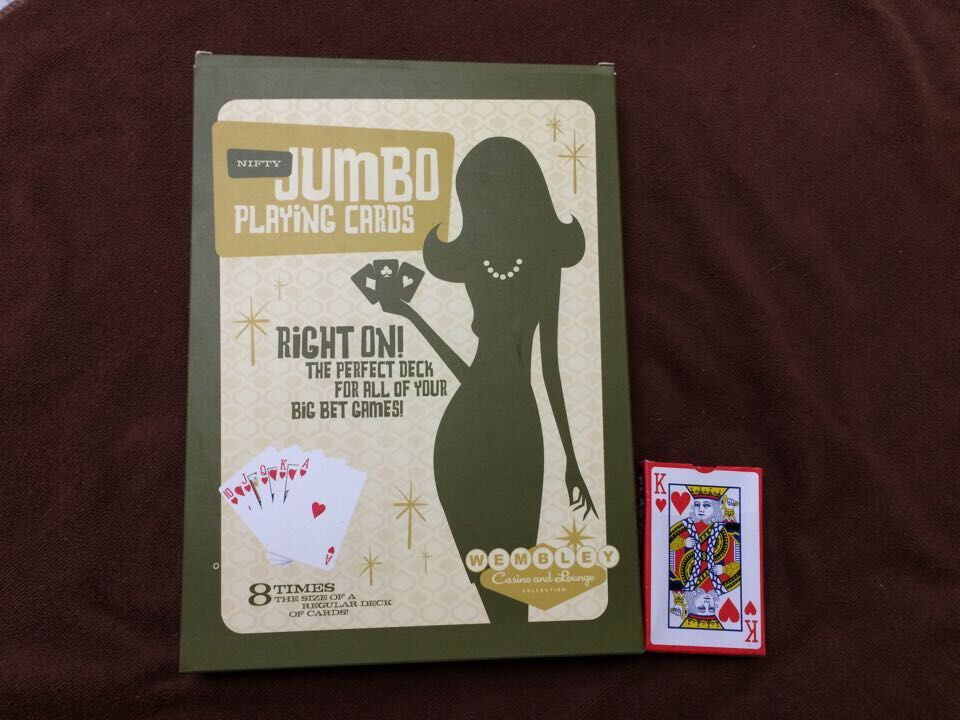 NIFTY
JUMBO
PLAYING CARDS
RIGHT ON!
THE PERFECT DECK
FOR ALL OF YOUR
BIG BET GAMES!
10 J Q K A
A
8 TIMES
THE SIZE OF A
REGULAR DECK
OF CARDS!
WEMBLEY
Casino and Lounge
COLLECTION
K
K